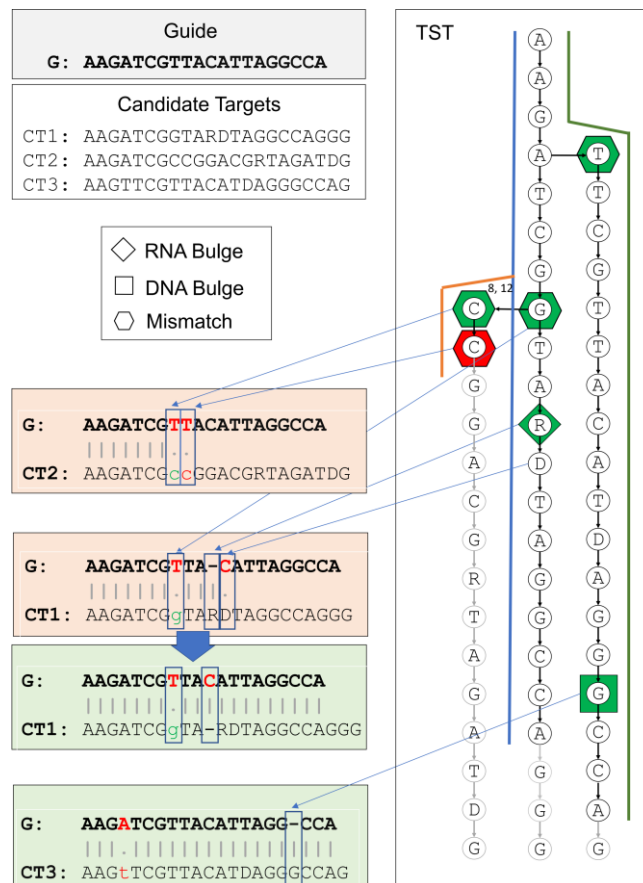 Guide
G: AAGATCGTTACATTAGGCCA
Candidate Targets
CT1: AAGATCGGTARDTAGGCCAGGG
CT2: AAGATCGCCGGACGRTAGATDG
CT3: AAGTTCGTTACATDAGGGCCAG
RNA Bulge
DNA Bulge
Mismatch
G: AAGATCGTTACATTAGGCCA
CT2: AAGATCGccGGACGRTAGATDG
G: AAGATCGTTA-CATTAGGCCA
CT1: AAGATCGgTARDTAGGCCAGGG
G: AAGATCGTTACATTAGGCCA
CT1: AAGATCGgTA-RDTAGGCCAGGG
G: AAGATCGTTACATTAGG-CCA
CT3: AAGtTCGTTACATDAGGGCCAG
TST
A
A
G
A T
T T
C C
G G
C 8, 12 G T
C T T
G A A
G R C
A D A
C T T
G A D
R G A
T G G
A C G
G C G
A A C
T G C
D G A
G G G